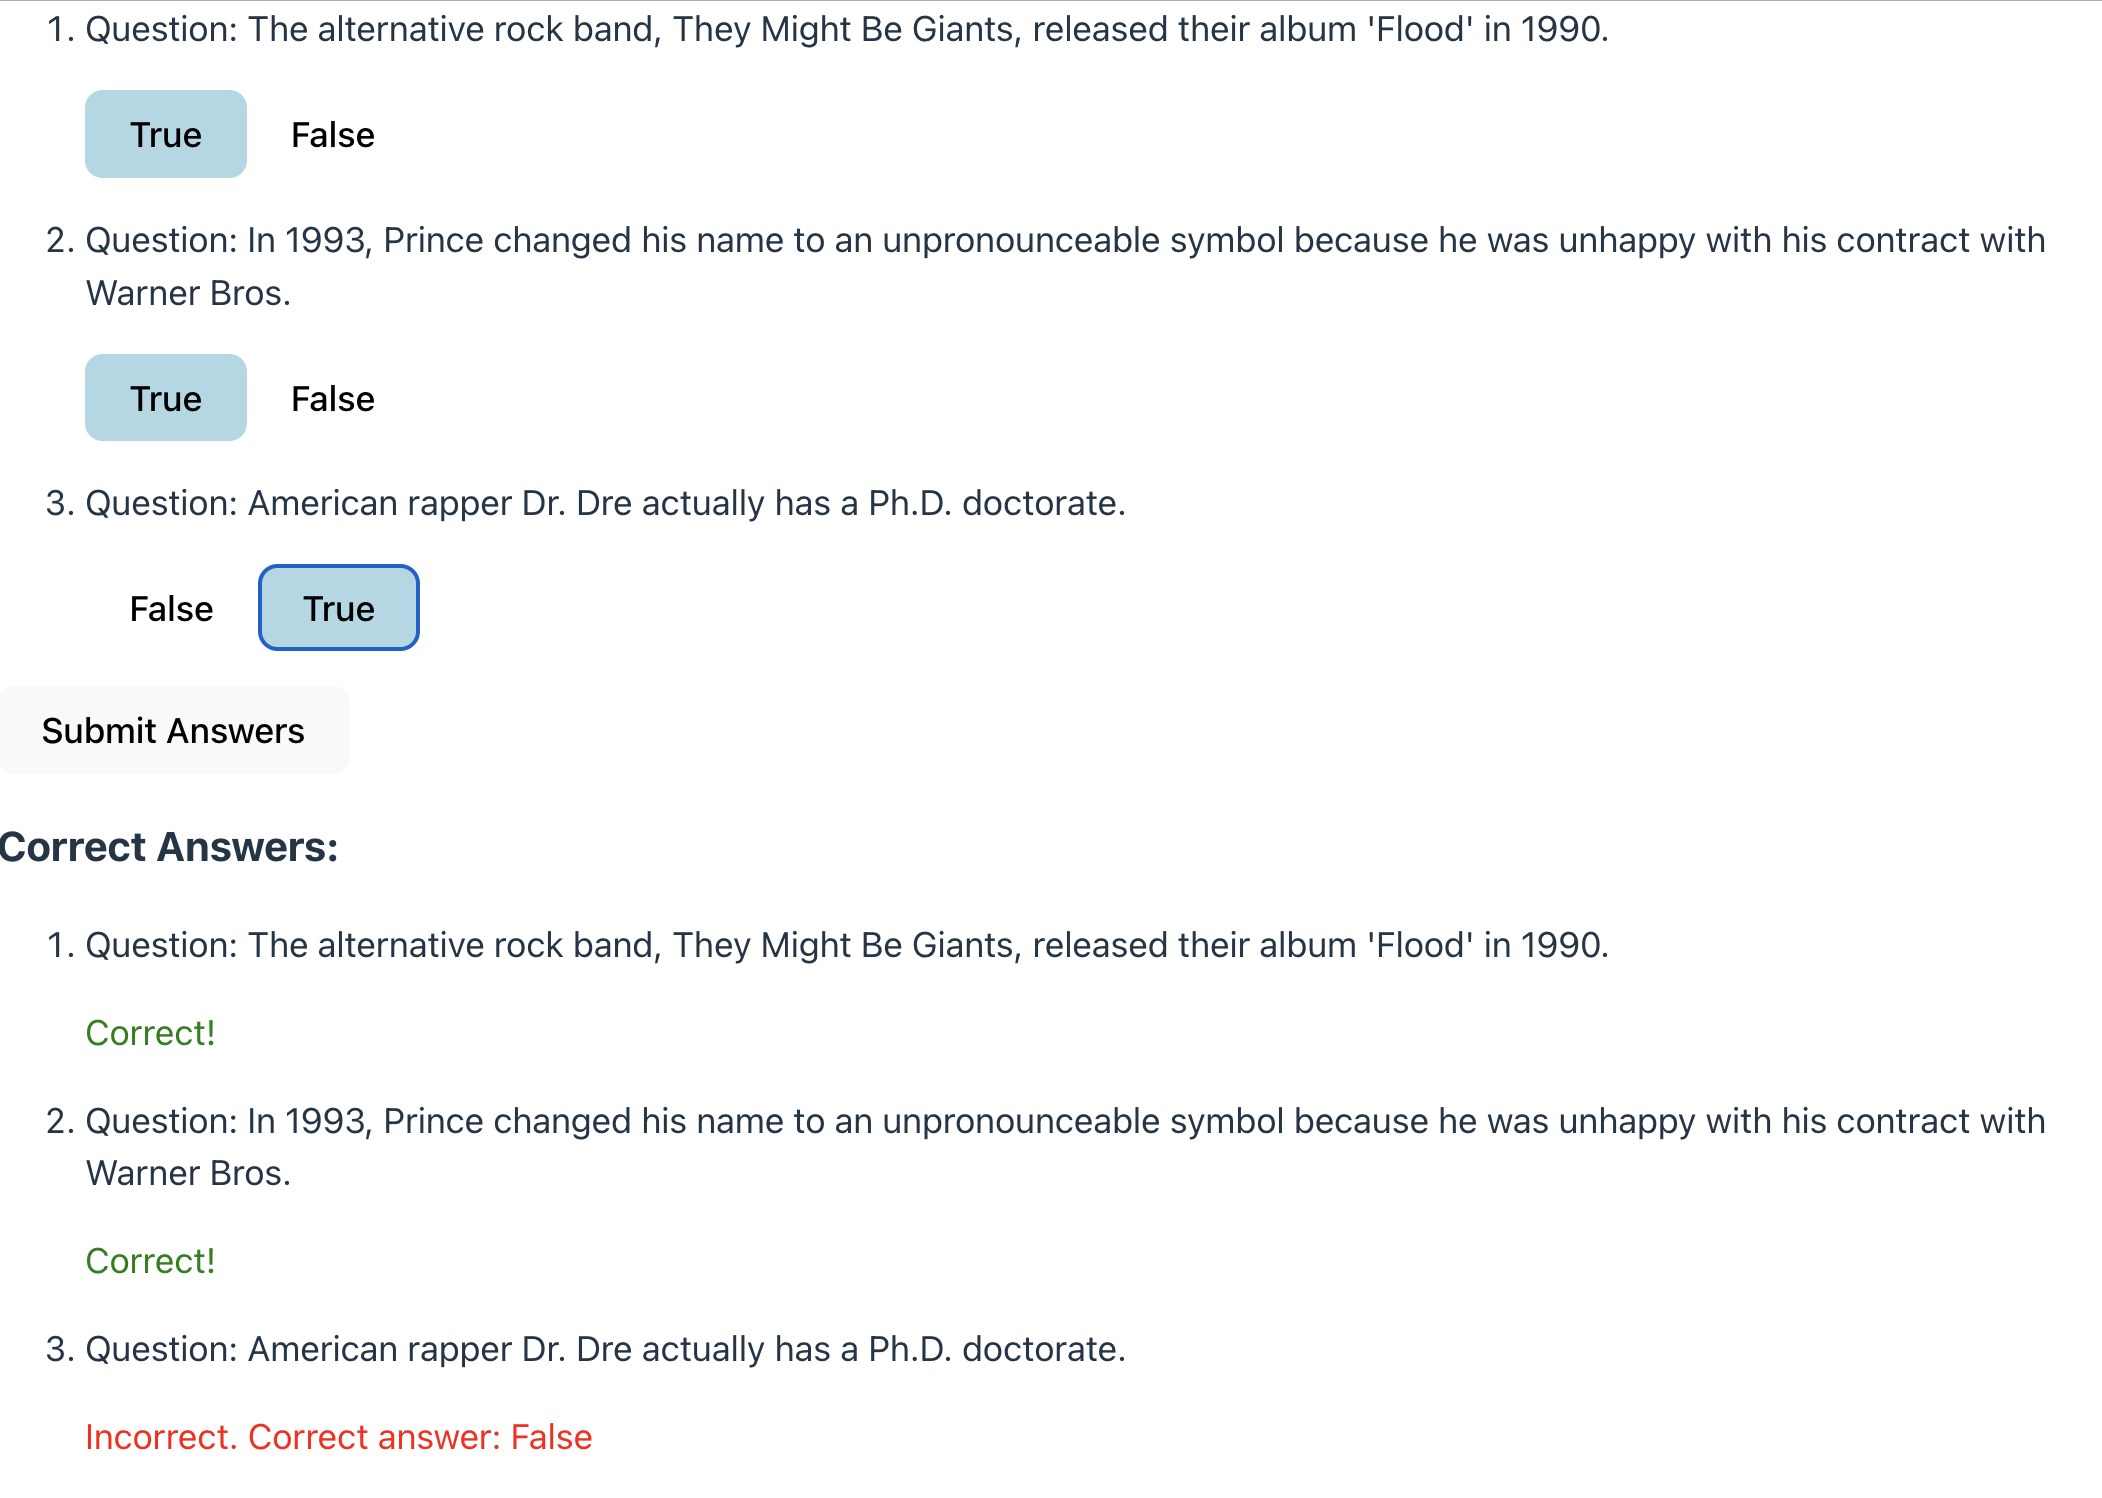 1. Question: The alternative rock band, They Might Be Giants, released their album 'Flood' in 1990.
True False
2. Question: In 1993, Prince changed his name to an unpronounceable symbol because he was unhappy with his contract with
Warner Bros.
True False
3. Question: American rapper Dr. Dre actually has a Ph.D. doctorate.
False True
Submit Answers
Correct Answers:
1. Question: The alternative rock band, They Might Be Giants, released their album 'Flood' in 1990.
Correct!
2. Question: In 1993, Prince changed his name to an unpronounceable symbol because he was unhappy with his contract with
Warner Bros.
Correct!
3. Question: American rapper Dr. Dre actually has a Ph.D. doctorate.
Incorrect. Correct answer: False